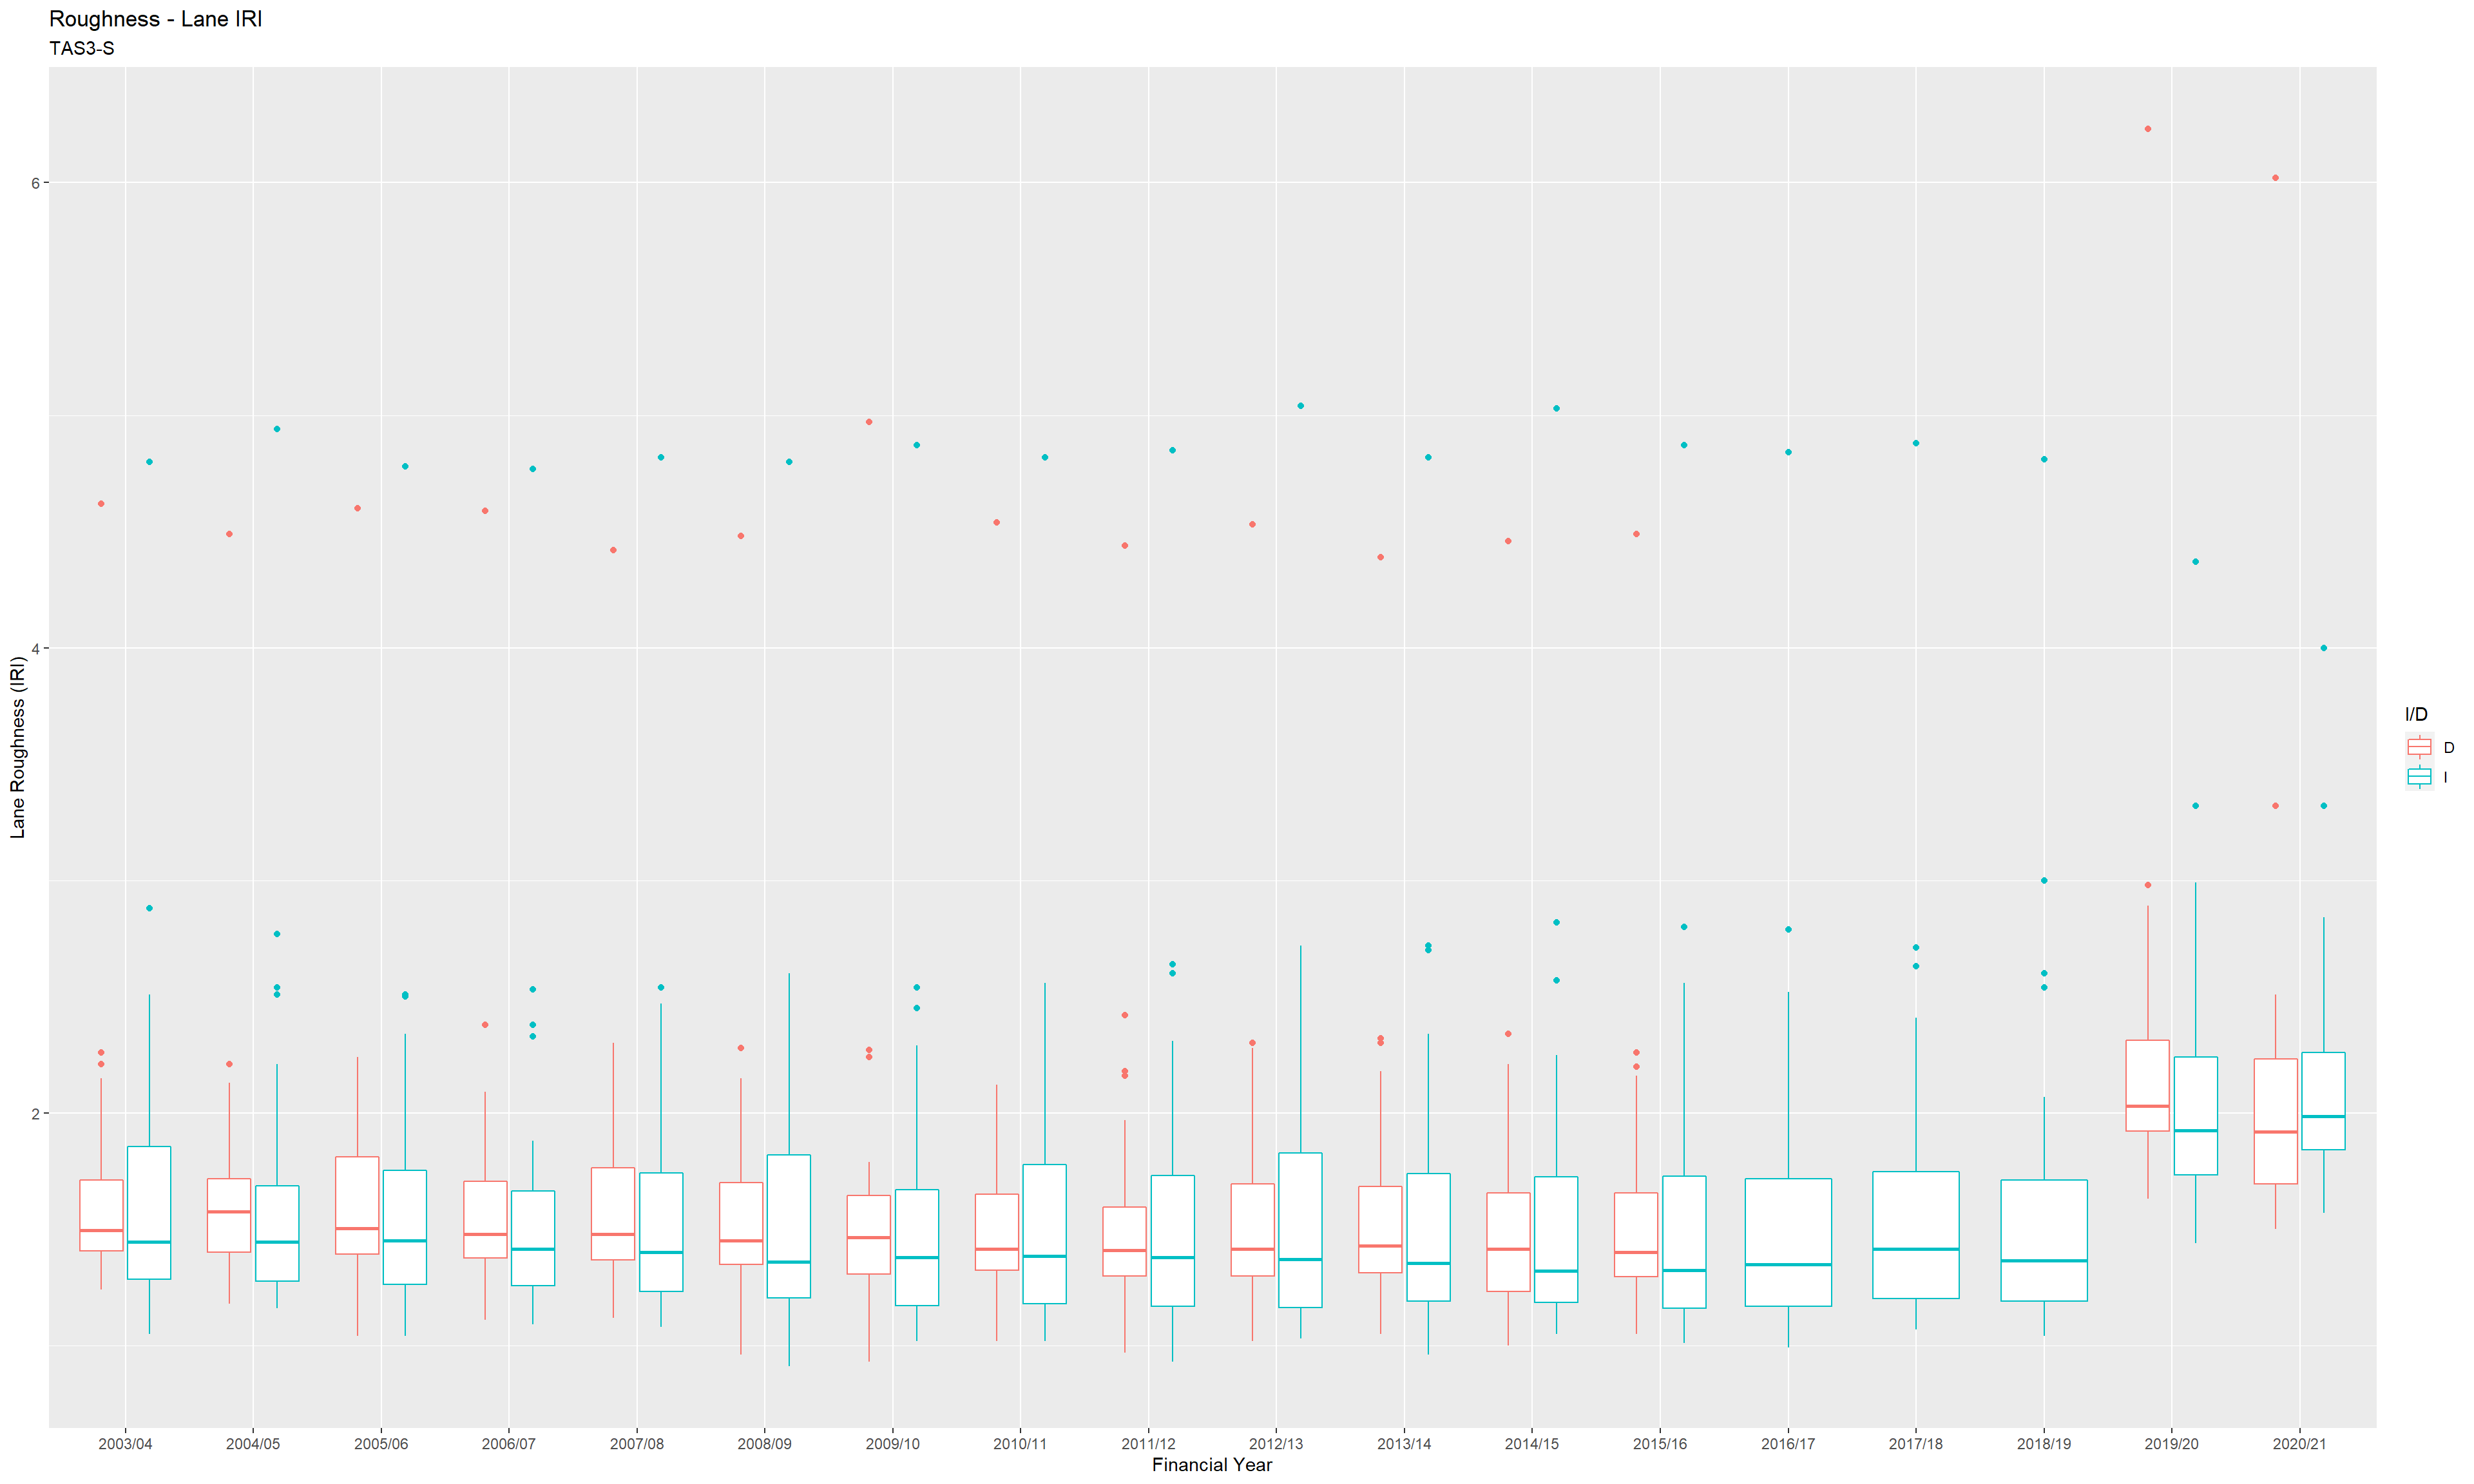 Roughness - Lane IRI
TAS3-S
Lane Roughness (IRI)
6
4
2
2003/04 2004/05 2005/06 2006/07 2007/08 2008/09 2009/10 2010/11 2011/12 2012/13 2013/14 2014/15 2015/16 2016/17 2017/18 2018/19 2019/20 2020/21
Financial Year
I/D
D
I